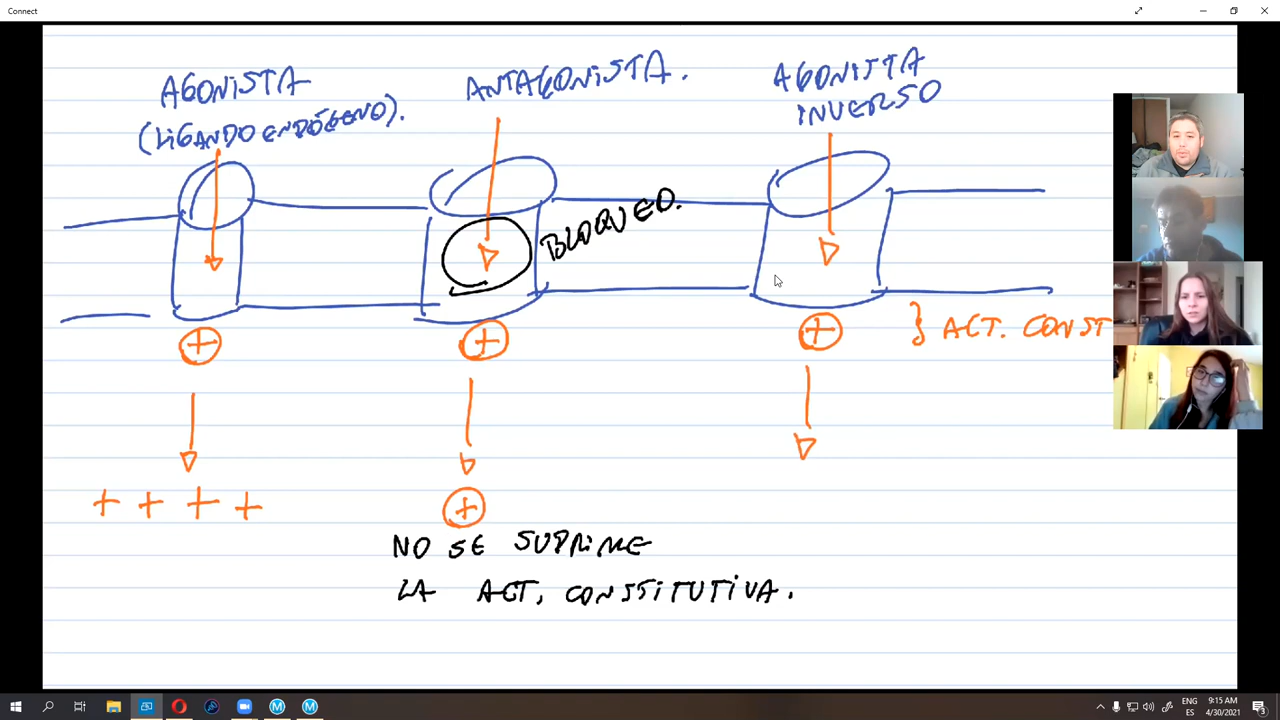 Connect
AGONISTA
(LIGANDO ENDÓGENO).
ANTAGONISTA.
AGONISTA
INVERSO
BLOQUEO.
+
+
+
} ACT. CONST
+ + + +
+
NO SE SUPRIME
LA ACT. CONSTITUTIVA.
ENG
ES
9:15 AM
4/30/2021